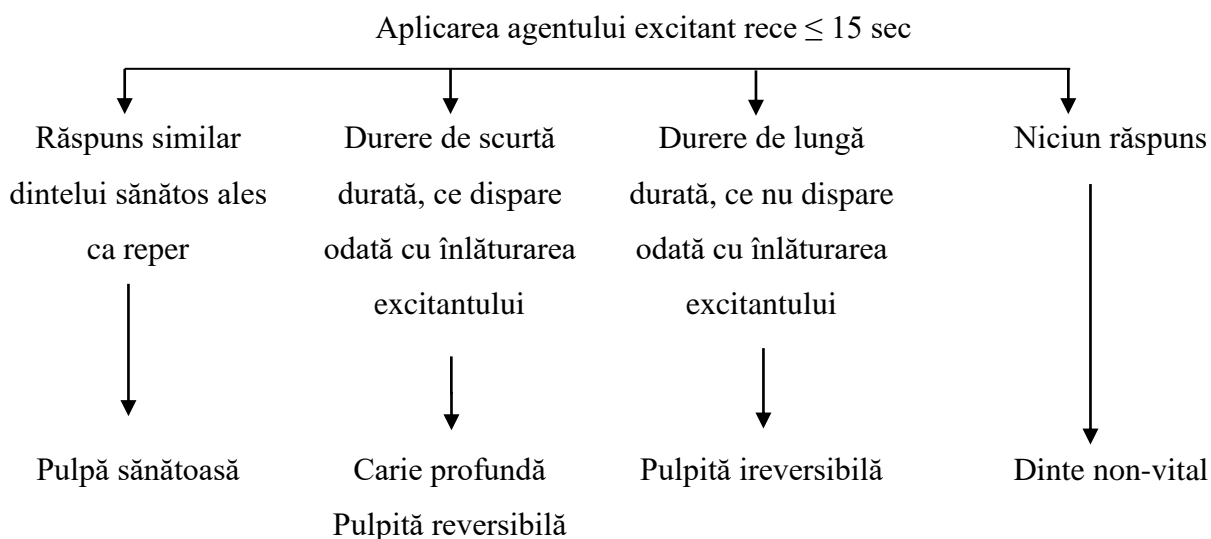 Aplicarea agentului excitant rece ≤ 15 sec
Răspuns similar
dintelui sănătos ales
ca reper
Durere de scurtă
durată, ce dispare
odată cu înlăturarea
excitantului
Durere de lungă
durată, ce nu dispare
odată cu înlăturarea
excitantului
Niciun răspuns
Pulpă sănătoasă
Carie profundă
Pulpită reversibilă
Pulpită ireversibilă
Dinte non-vital